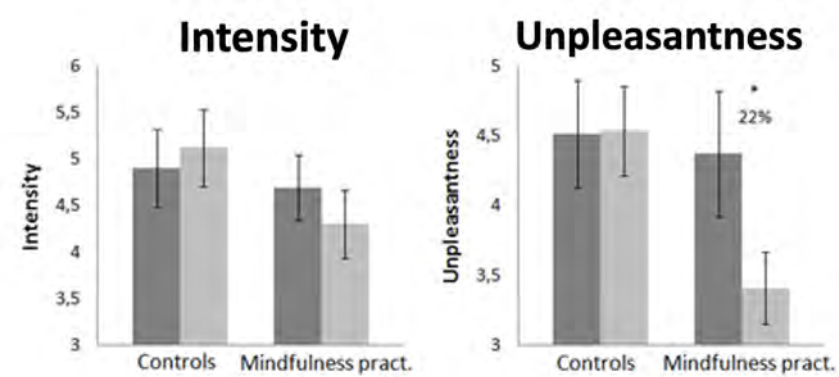 Intensity
Intensity
6
5,5
5
4,5
4
3,5
3
Controls
Mindfulness pract.
Unpleasantness
Unpleasantness
5
4,5
4
3,5
3
*
22%
Controls
Mindfulness pract.